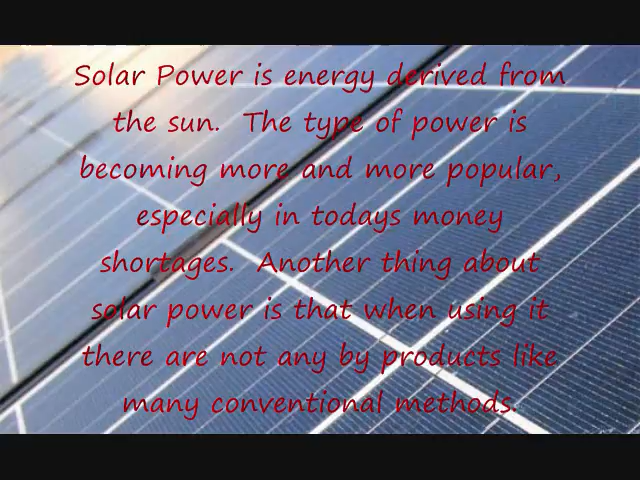 Solar Power is energy derived from
the sun.  The type of power is
becoming more and more popular,
especially in todays money
shortages.  Another thing about
solar power is that when using it
there are not any by products like
many conventional methods.